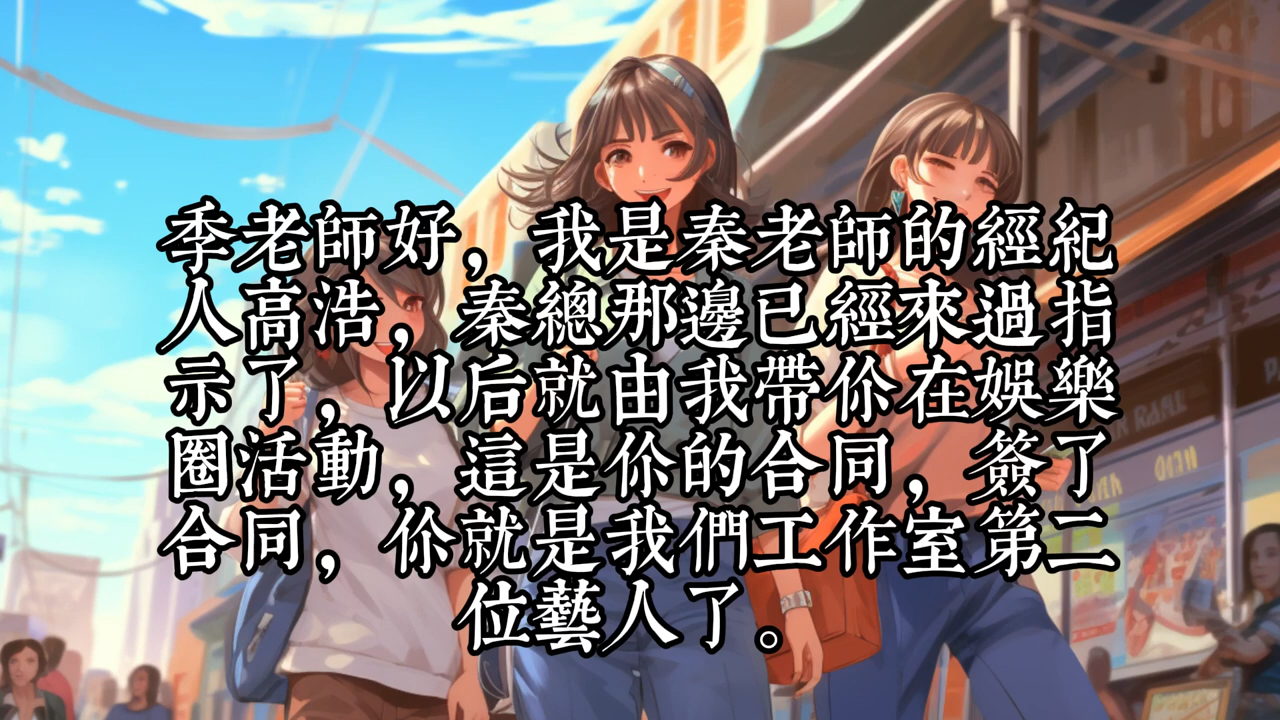 季老師好，我是秦老師的經紀
人高浩，秦總那邊已經來過指
示了，以后就由我帶你在娛樂
圈活動，這是你的合同，簽了
合同，你就是我們工作室第二
位藝人了。